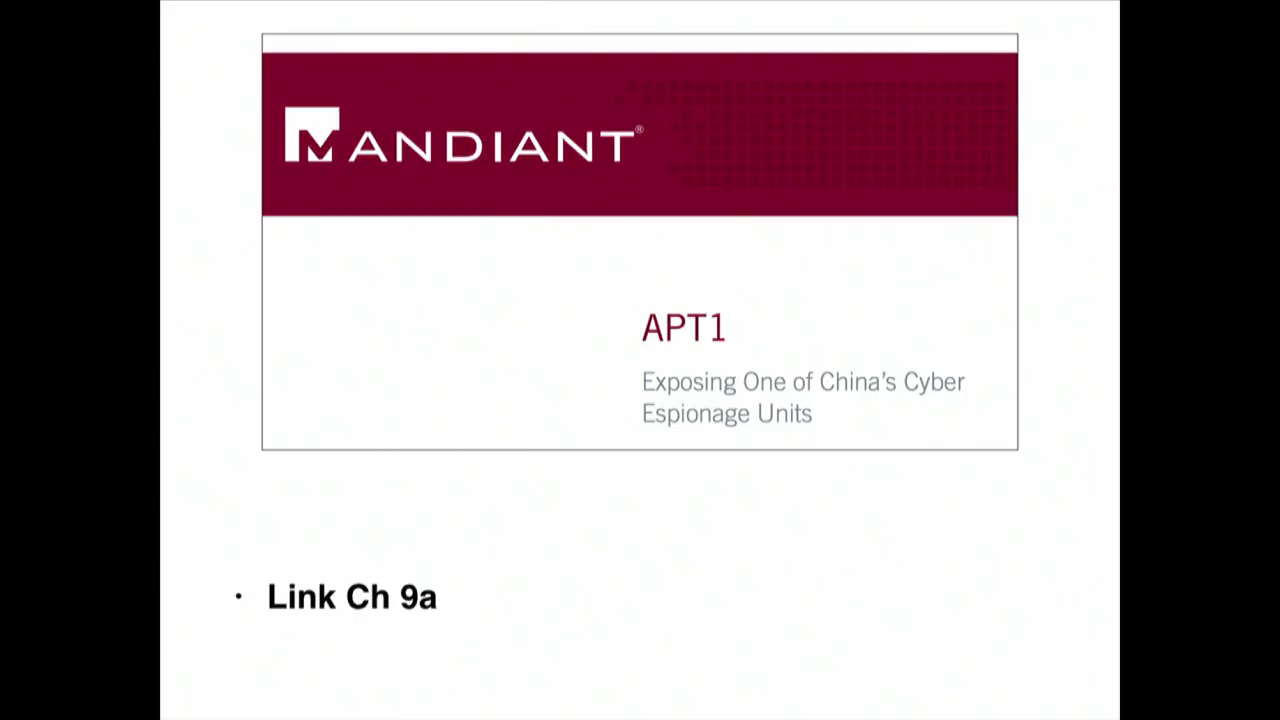 MANDIANT®
APT1
Exposing One of China's Cyber
Espionage Units
• Link Ch 9a